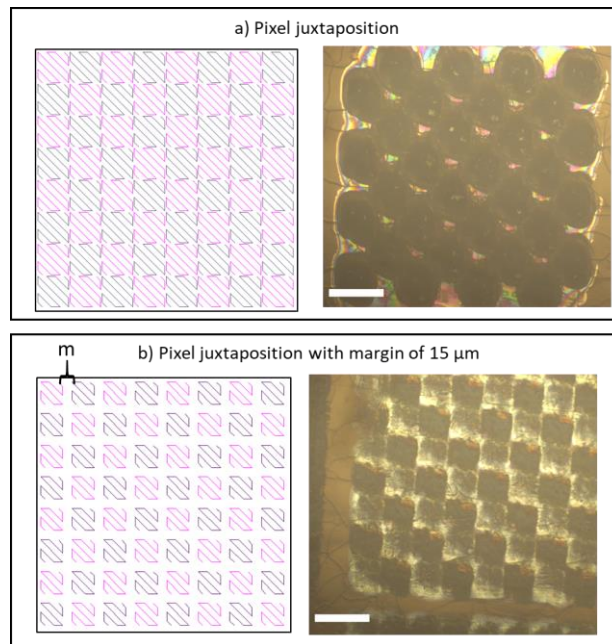 a) Pixel juxtaposition
m
b) Pixel juxtaposition with margin of 15 µm